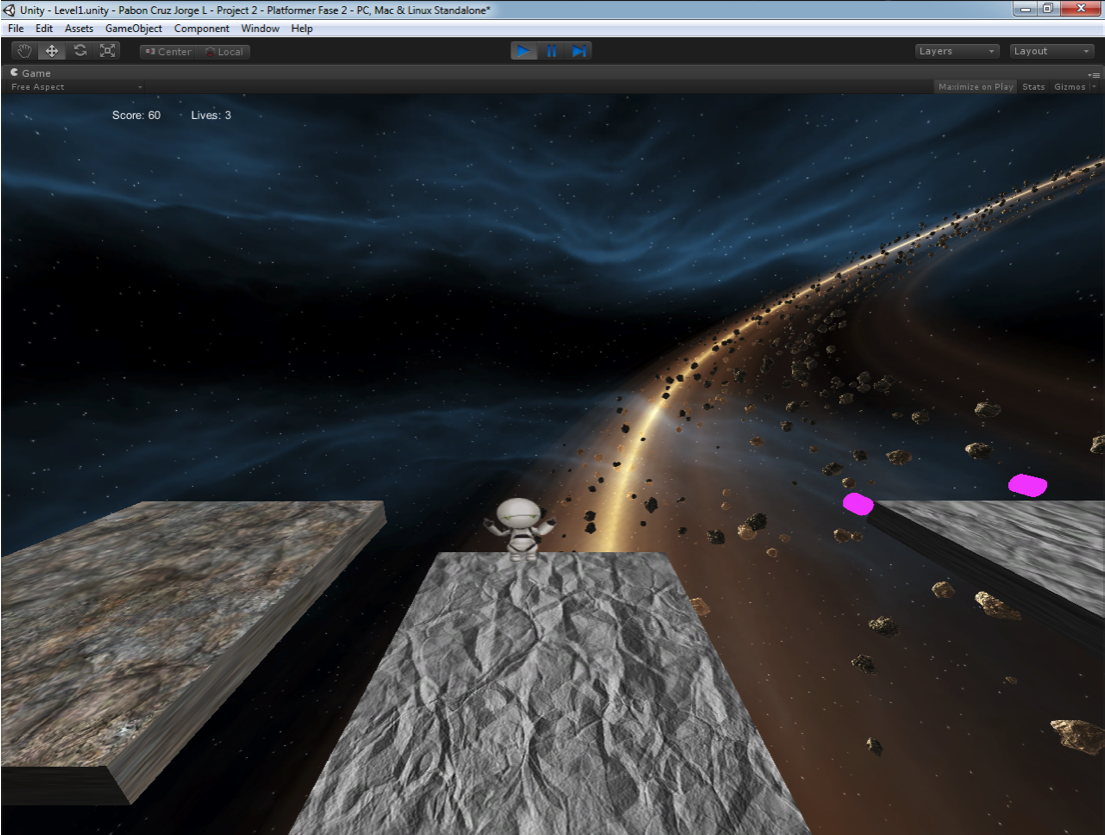 Unity - Level1.unity - Pabon Cruz Jorge L - Project 2 - Platformer Fase 2 - PC, Mac & Linux Standalone*
File Edit Assets GameObject Component Window Help
Center Local Layers Layout
Game
Free Aspect Maximize on Play Stats Gizmos
Score: 60 Lives: 3